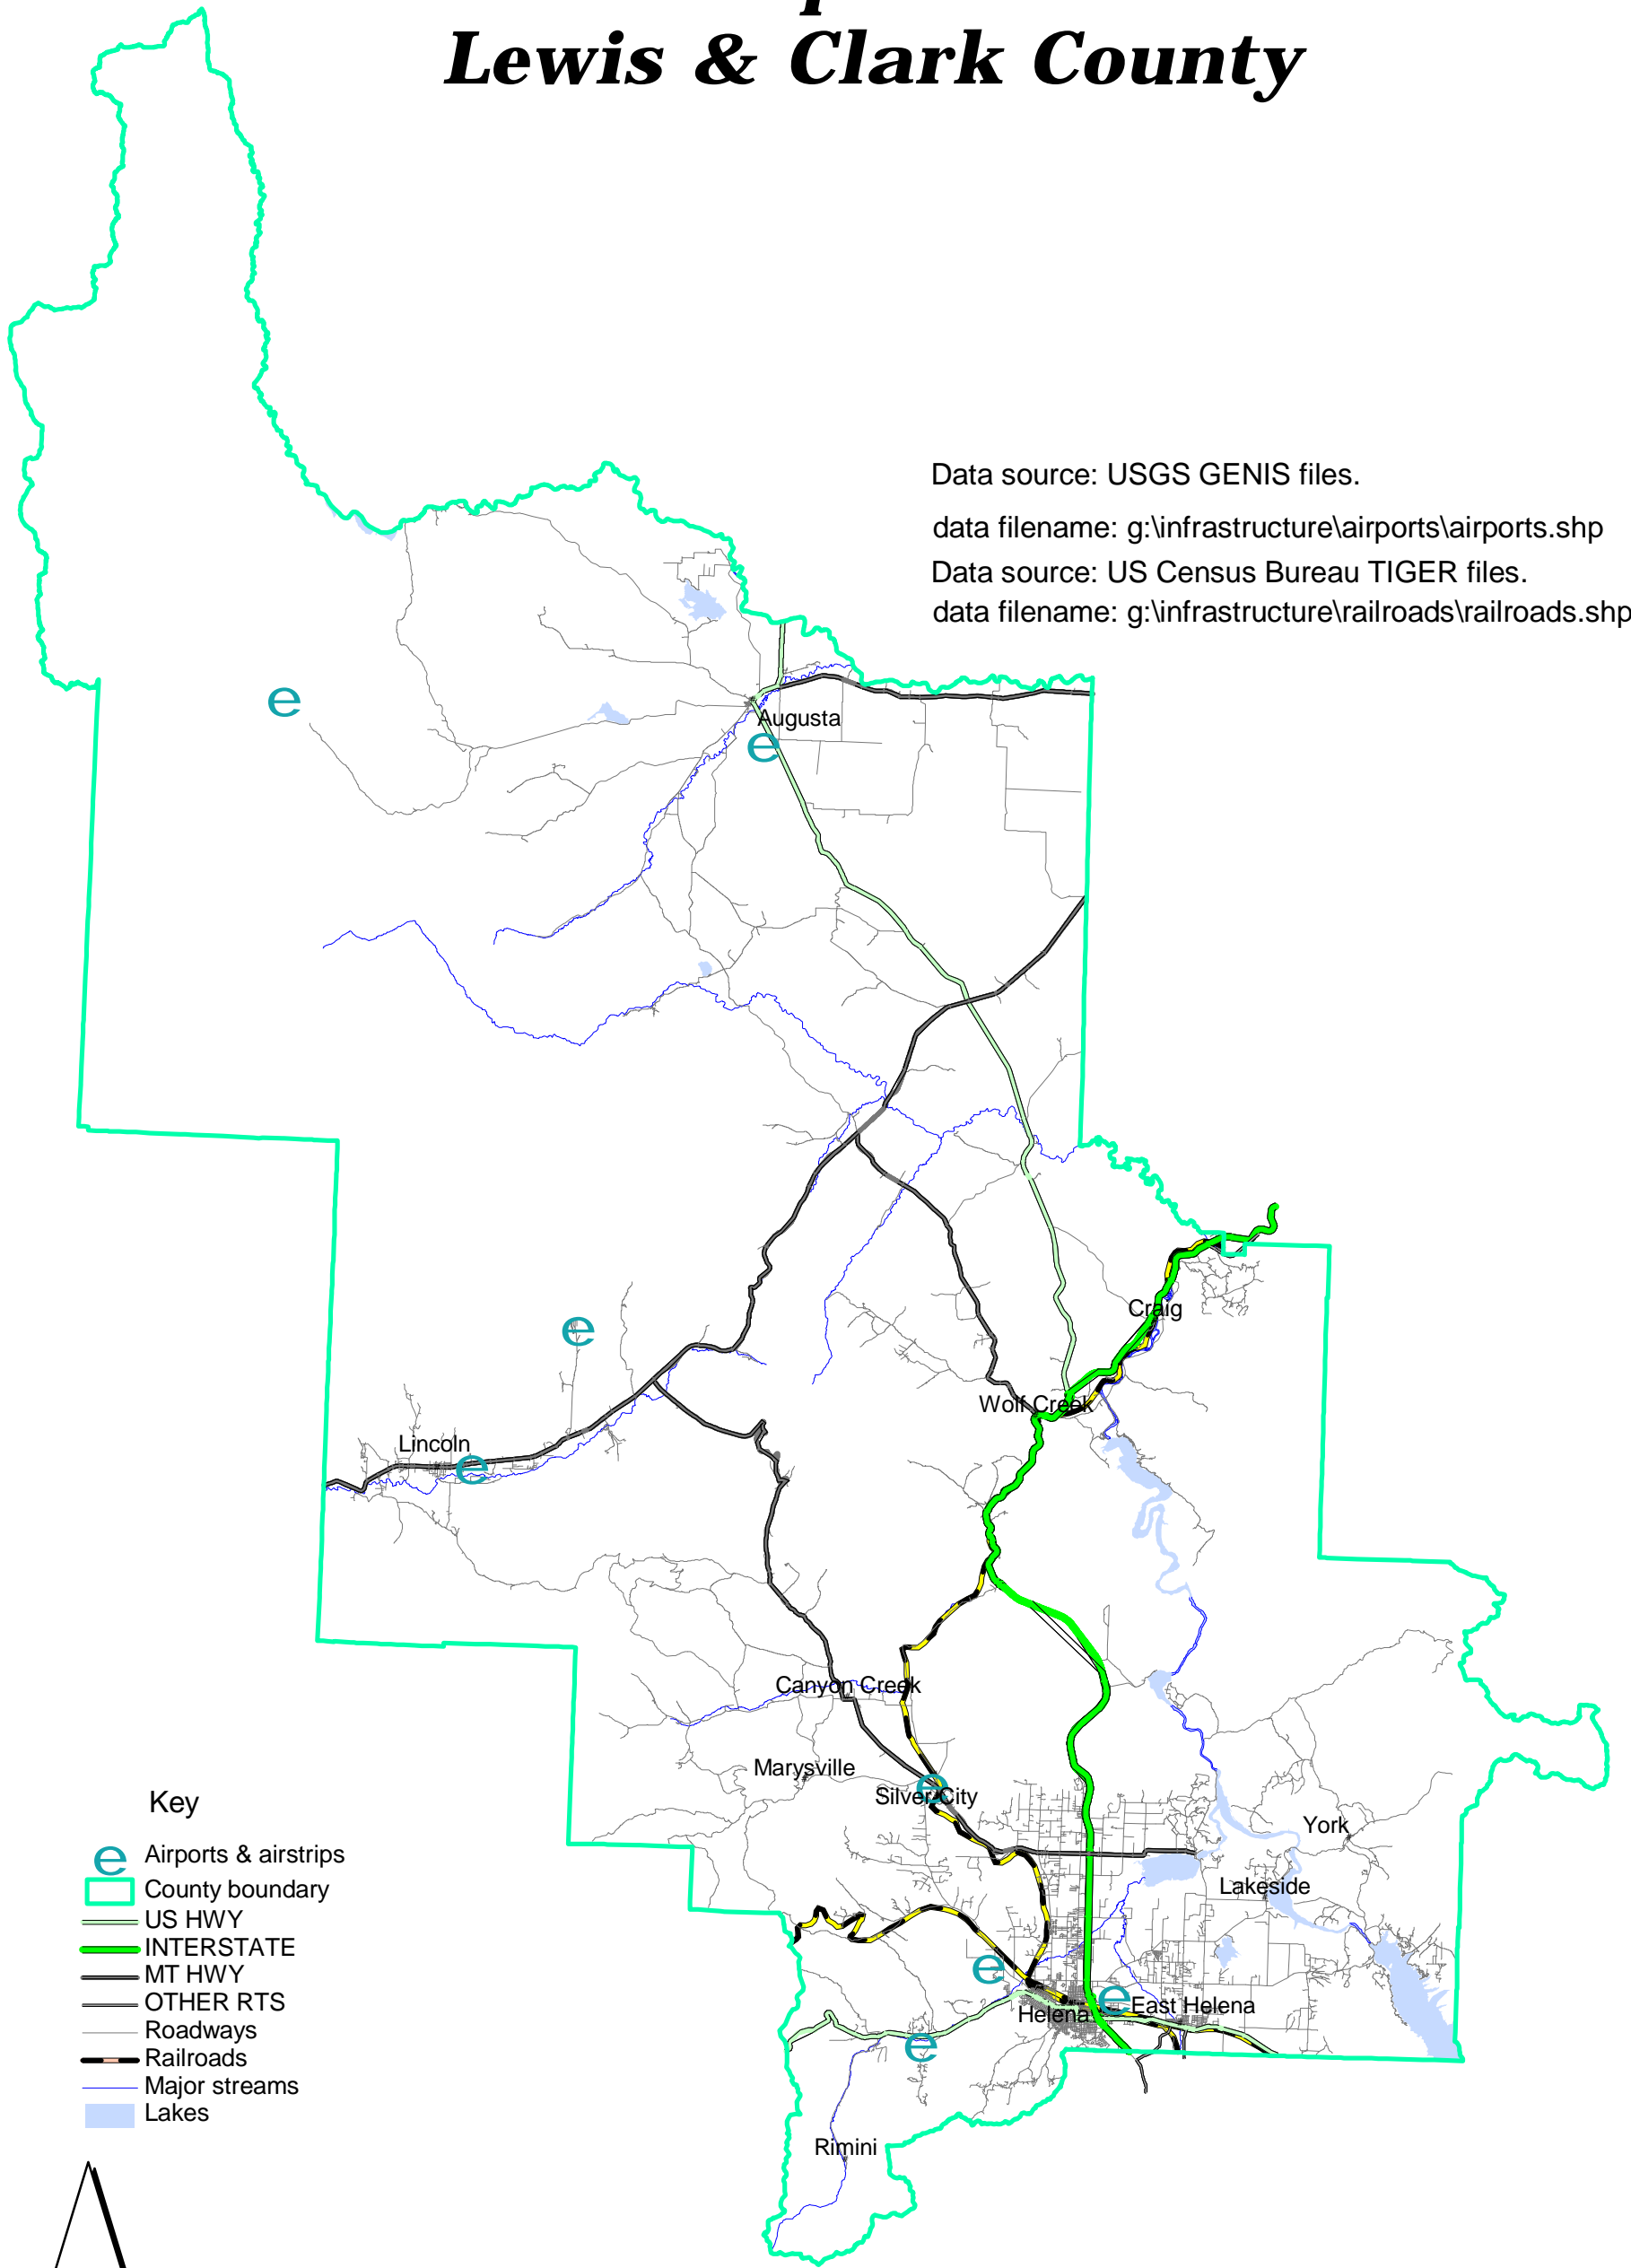 Lewis & Clark County
Data source: USGS GENIS files.
data filename: g:\infrastructure\airports\airports.shp
Data source: US Census Bureau TIGER files.
data filename: g:\infrastructure\railroads\railroads.shp
e
Augusta
e
Craig
e
Wolf Creek
Lincoln
e
Canyon Creek
Marysville
e
Silver City
York
Lakeside
e
e
East Helena
Helena
e
Rimini
Key
e Airports & airstrips
County boundary
US HWY
INTERSTATE
MT HWY
OTHER RTS
Roadways
Railroads
Major streams
Lakes